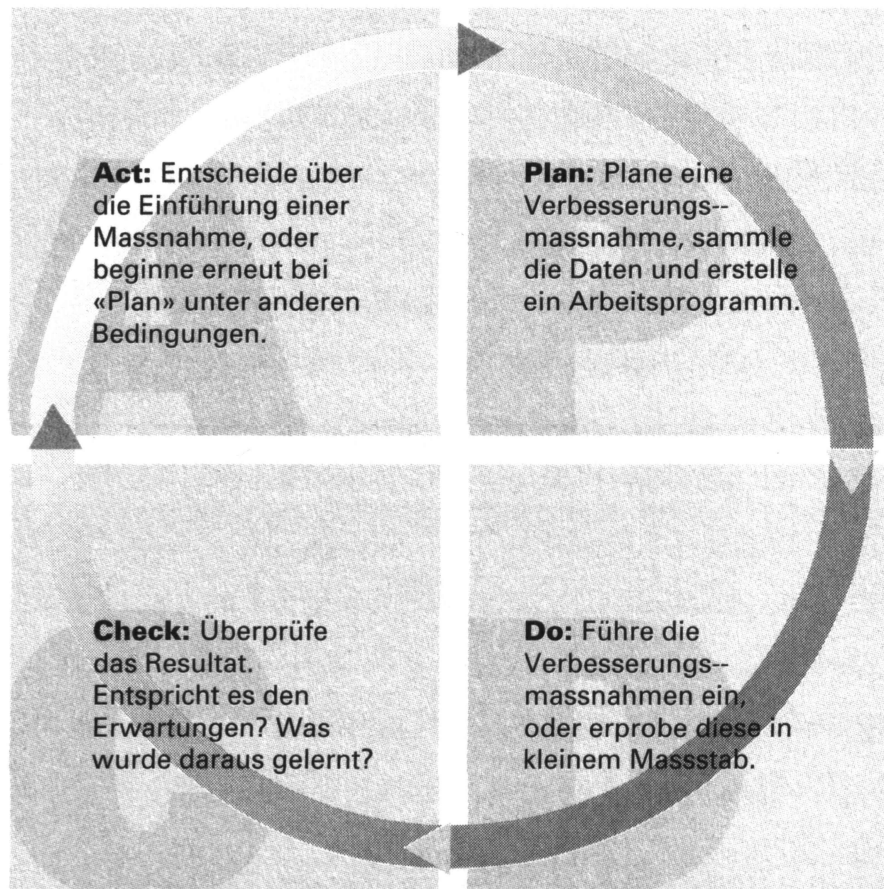 Act: Entscheide über
die Einführung einer
Massnahme, oder
beginne erneut bei
«Plan» unter anderen
Bedingungen.
Plan: Plane eine
Verbesserungs--
massnahme, sammle
die Daten und erstelle
ein Arbeitsprogramm.
Check: Überprüfe
das Resultat.
Entspricht es den
Erwartungen? Was
wurde daraus gelernt?
Do: Führe die
Verbesserungs--
massnahmen ein,
oder erprobe diese in
kleinem Massstab.
A
P
C
D